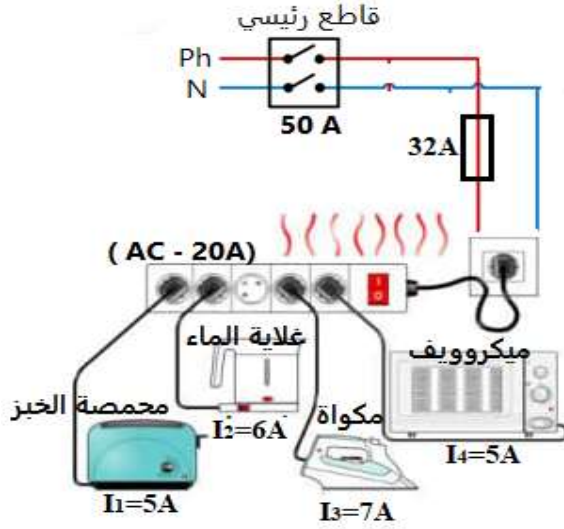 قاطع رئيسي
Ph
N
50 A
32A
( AC - 20A)
غلاية الماء
ميكروويف
محمصة الخبز
مكواة
I2=6A
I4=5A
I1=5A
I3=7A